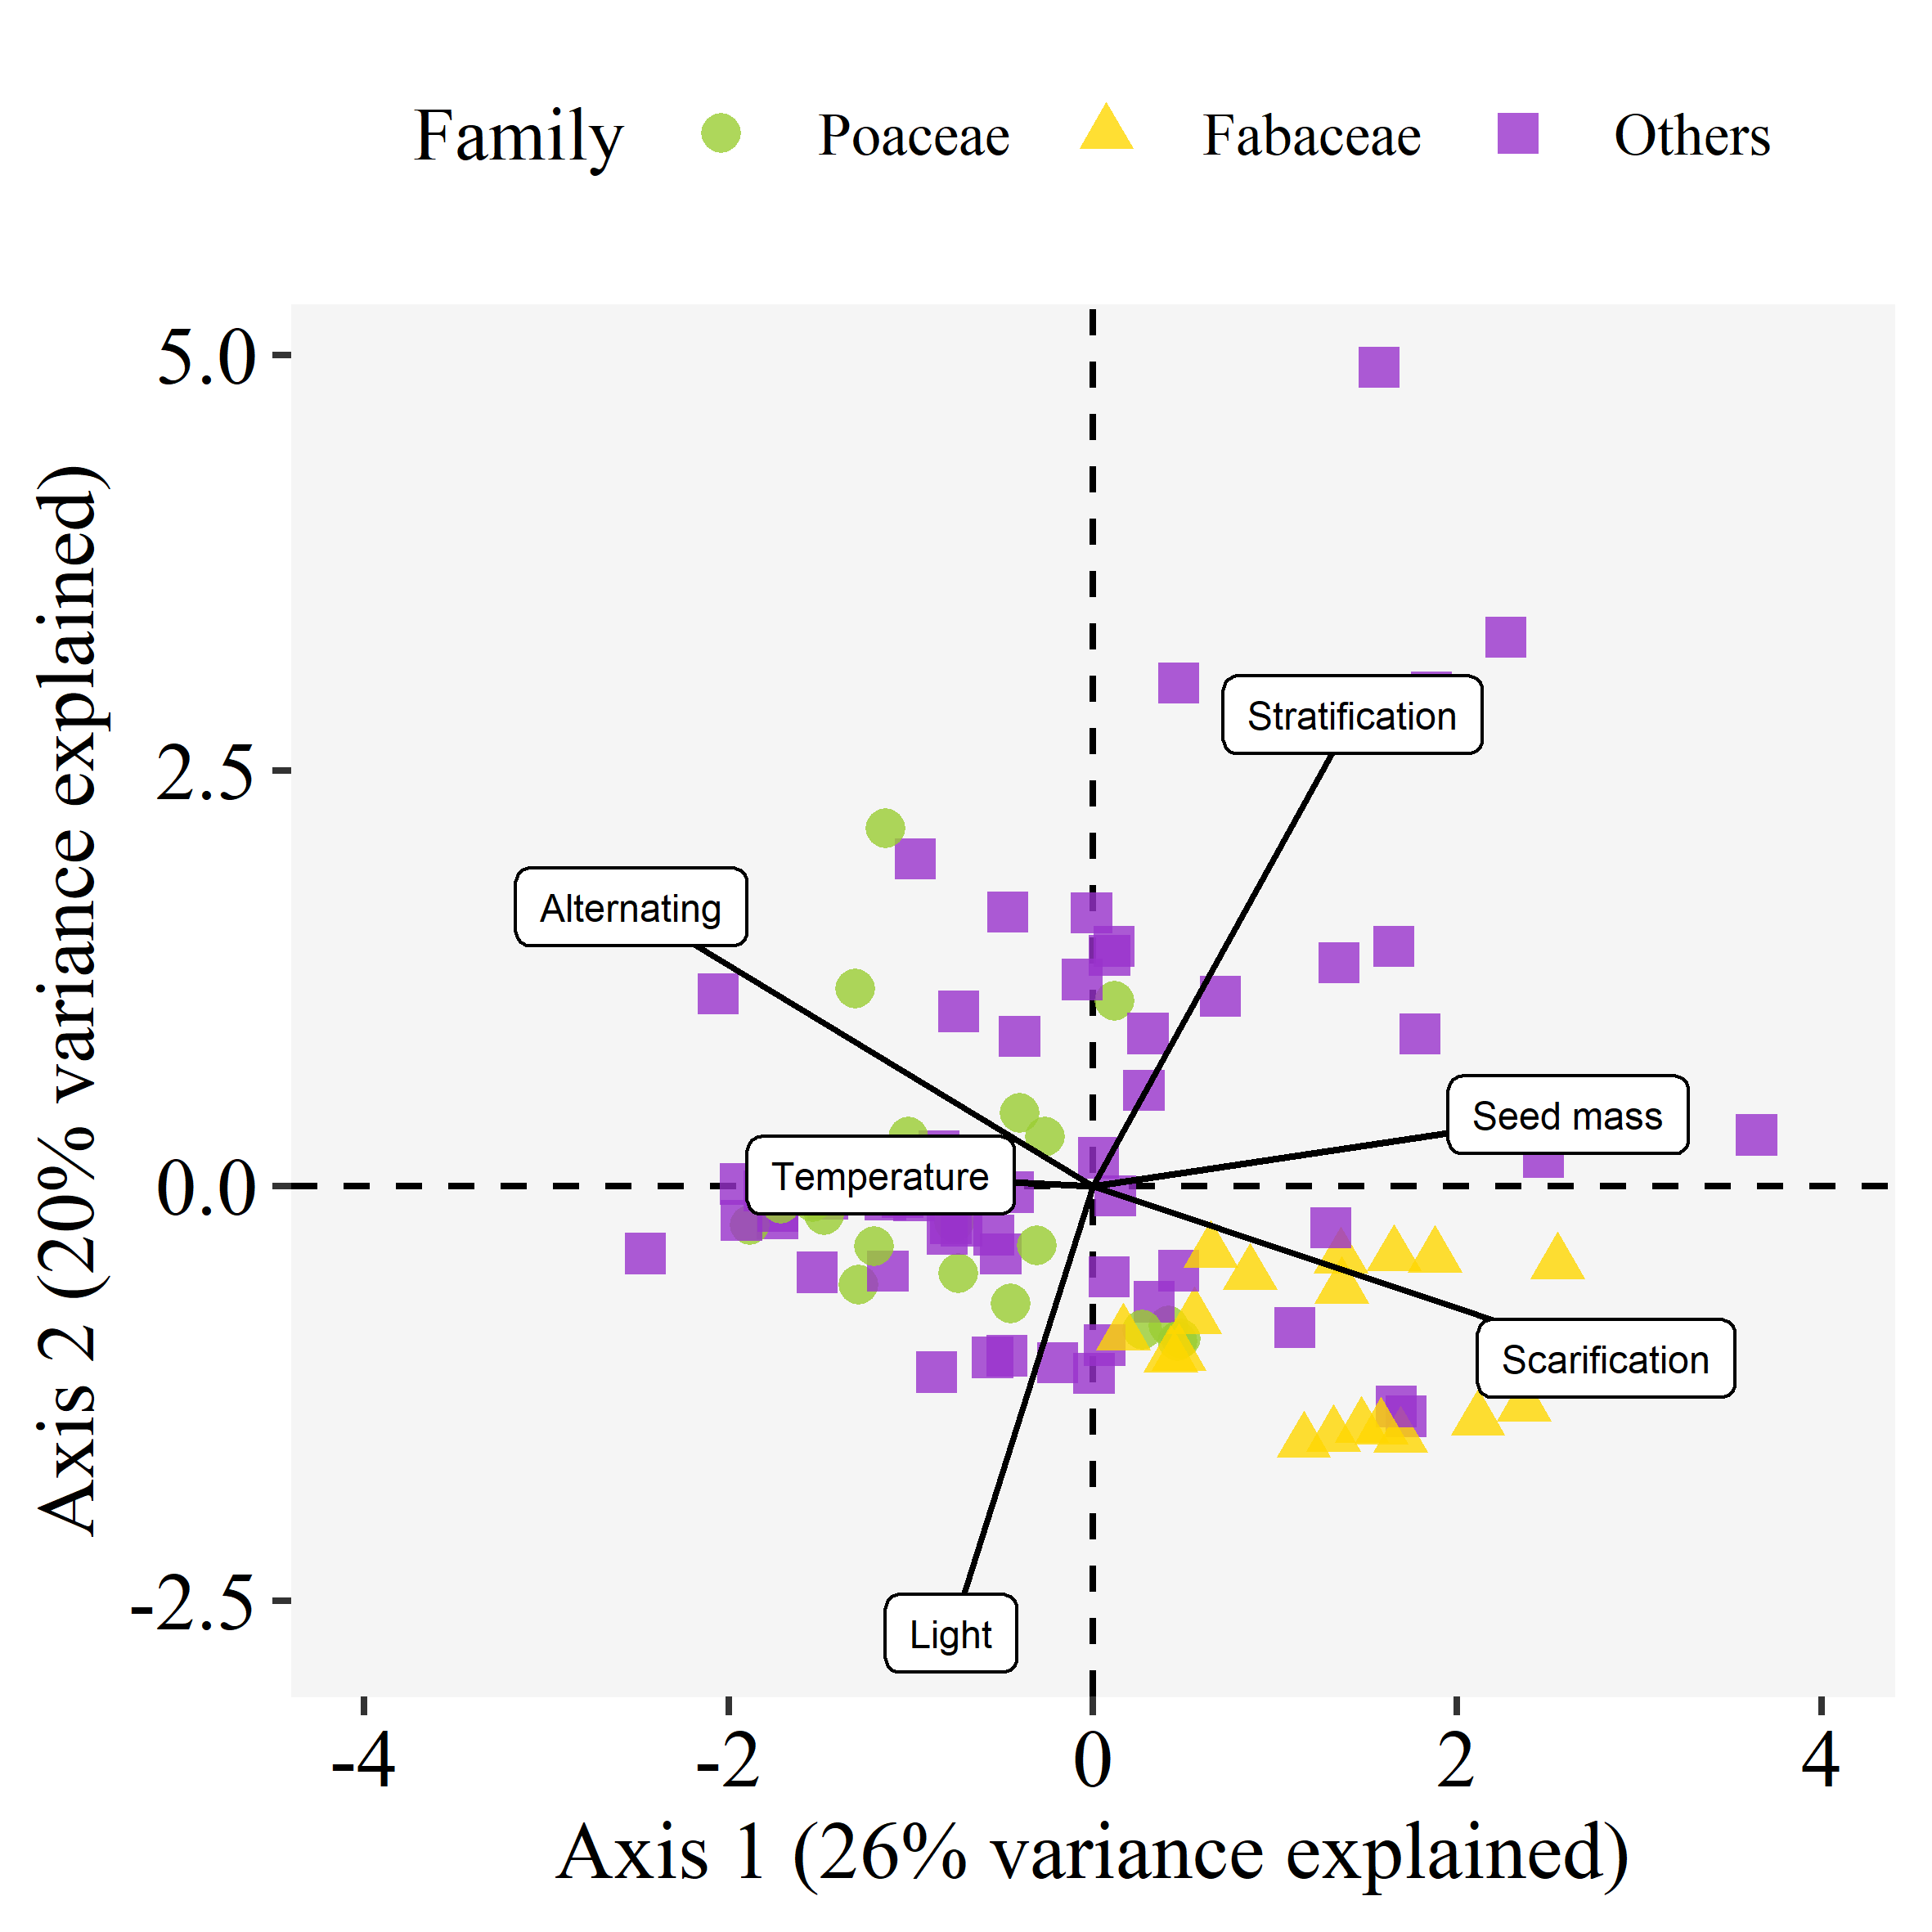 Family Poaceae Fabaceae Others
Axis 2 (20% variance explained)
5.0
2.5
0.0
-2.5
Stratification
Alternating
Seed mass
Temperature
Scarification
Light
-4 -2 0 2 4
Axis 1 (26% variance explained)